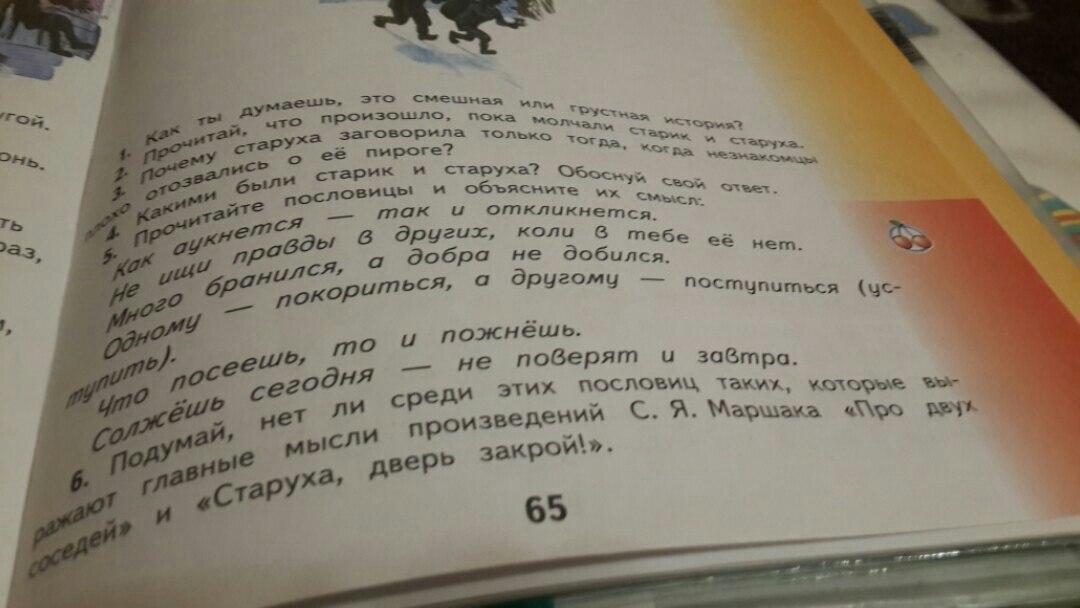 угой.
онь.
ть
раз,
1. Как ты думаешь, это смешная или грустная история?
2. Прочитай, что произошло, пока молчали старик и старуха.
3. Почему старуха заговорила только тогда, когда незнакомцы
плохо отозвались о её пироге?
4. Какими были старик и старуха? Обоснуй свой ответ.
5. Прочитайте пословицы и объясните их смысл:
Как аукнется — так и откликнется.
Не ищи правды в других, коли в тебе её нет.
Много бранился, а добра не добился.
Одному — покориться, а другому — поступиться (ус-
тупить).
Что посеешь, то и пожнёшь.
Солжёшь сегодня — не поверят и завтра.
6. Подумай, нет ли среди этих пословиц таких, которые вы-
ражают главные мысли произведений С. Я. Маршака «Про двух
соседей» и «Старуха, дверь закрой!».
65